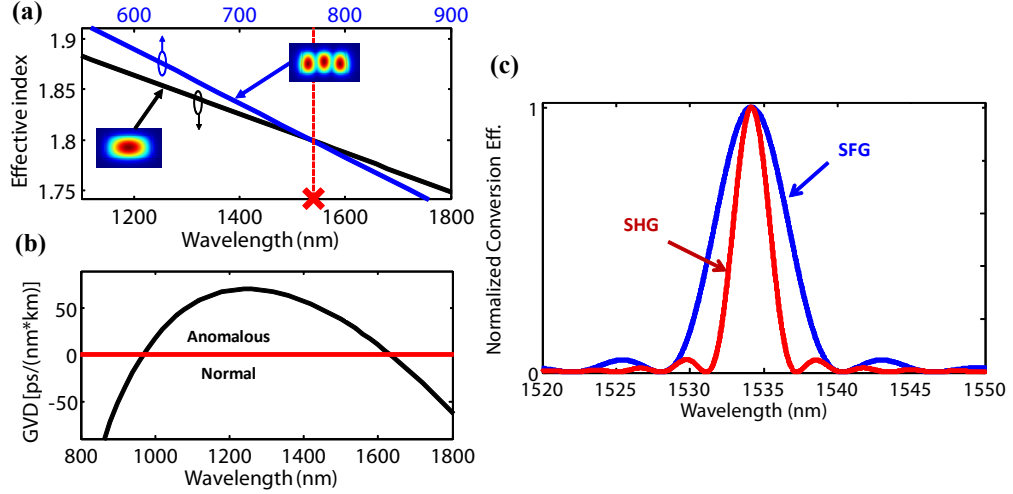 (a)
600 700 800 900
1.9
1.85
1.8
1.75
Effective index
1200 1400 1600 1800
Wavelength (nm)
(b)
50
0
-50
GVD [ps/(nm*km)]
Anomalous
Normal
800 1000 1200 1400 1600 1800
Wavelength (nm)
(c)
1
0
Normalized Conversion Eff.
SFG
SHG
1520 1525 1530 1535 1540 1545 1550
Wavelength (nm)